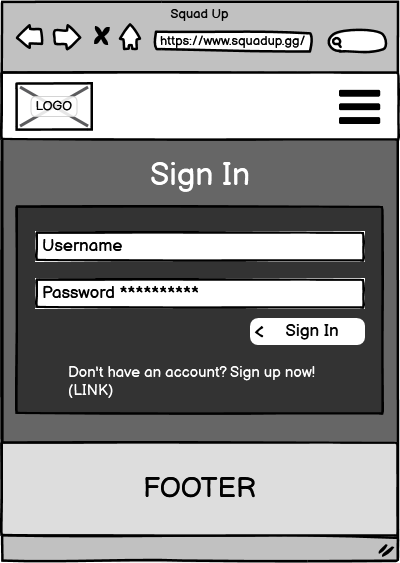 Squad Up
https://www.squadup.gg/
LOGO
Sign In
Username
Password **********
Sign In
Don't have an account? Sign up now!
(LINK)
FOOTER